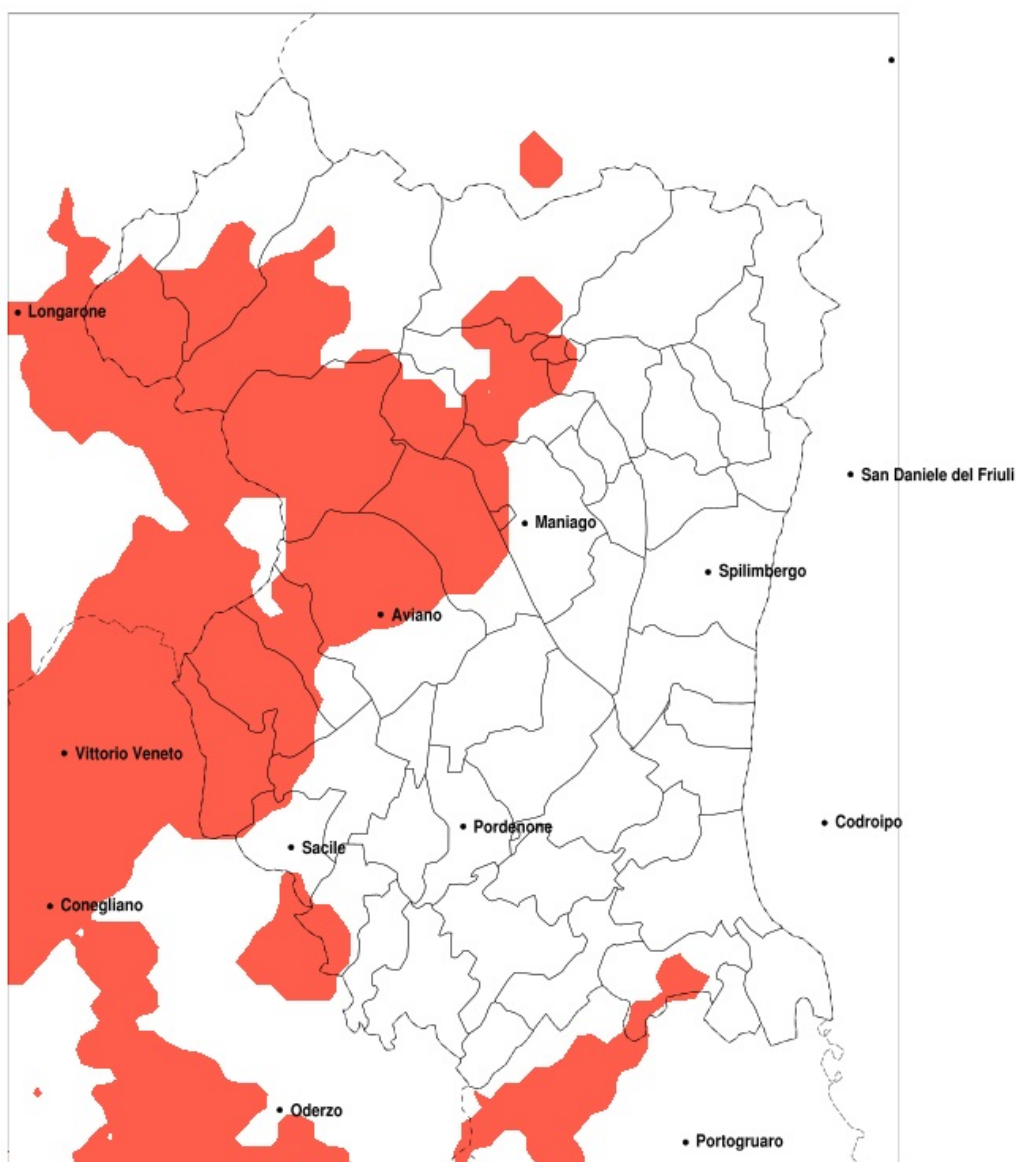 Longarone
San Daniele del Friuli
Maniago
Spilimbergo
Aviano
Vittorio Veneto
Codroipo
Pordenone
Sacile
Conegliano
Oderzo
Portogruaro